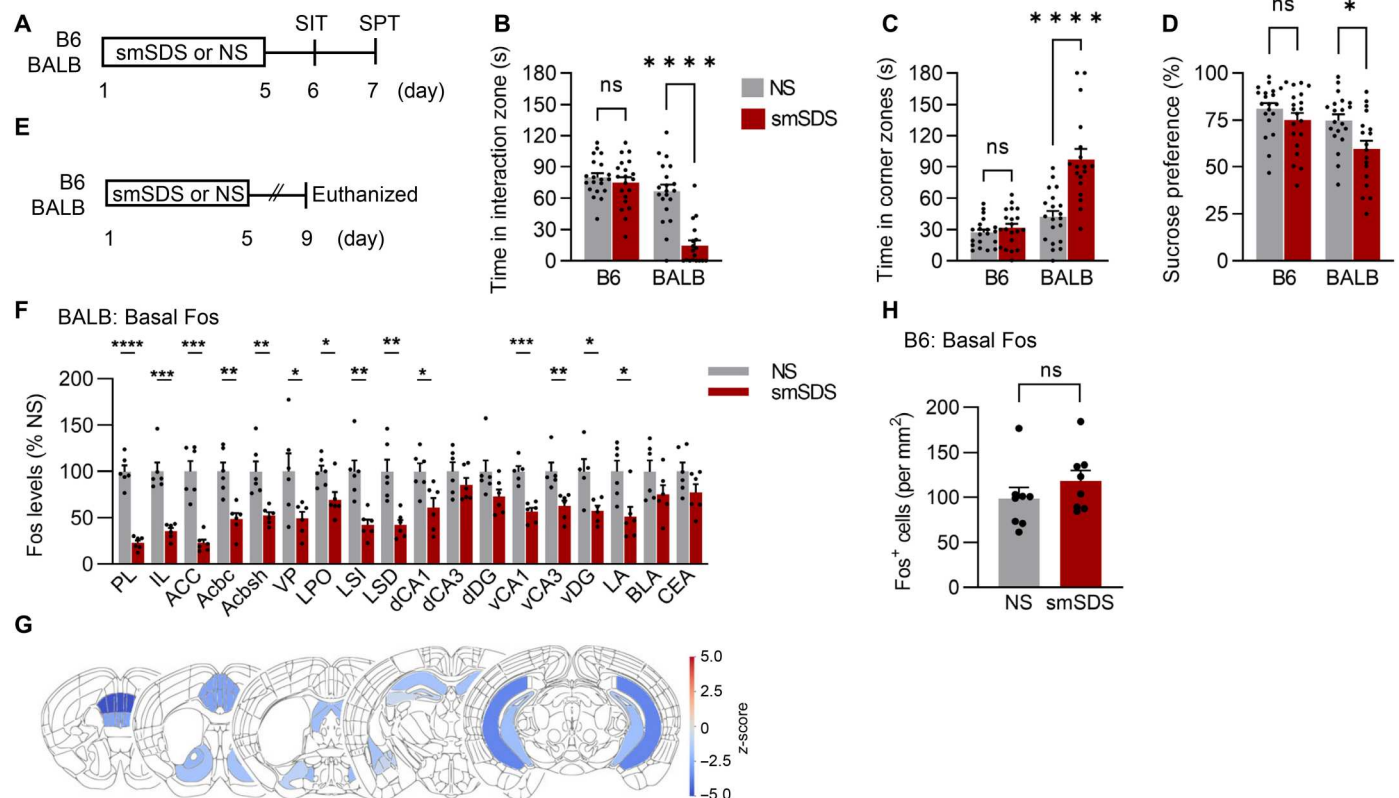 A
B6
BALB
smSDS or NS
SIT
SPT
1
5
6
7
(day)
E
B6
BALB
smSDS or NS
Euthanized
1
5
9
(day)
B
Time in interaction zone (s)
180
150
120
90
60
30
0
ns
* * * *
B6
BALB
NS
smSDS
C
Time in corner zones (s)
180
150
120
90
60
30
0
ns
* * * *
B6
BALB
D
Sucrose preference (%)
100
75
50
25
0
ns
*
B6
BALB
F
BALB: Basal Fos
Fos levels (% NS)
200
150
100
50
0
**** *** *** ** ** * * ** ** * *** ** * *
PL
IL
ACC
Acbc
Acbsh
VP
LPO
LSI
LSD
dCA1
dCA3
dDG
vCA1
vCA3
vDG
LA
BLA
CEA
NS
smSDS
H
B6: Basal Fos
Fos+ cells (per mm2)
200
150
100
50
0
ns
NS
smSDS
G
5.0
2.5
0
−2.5
−5.0
z-score